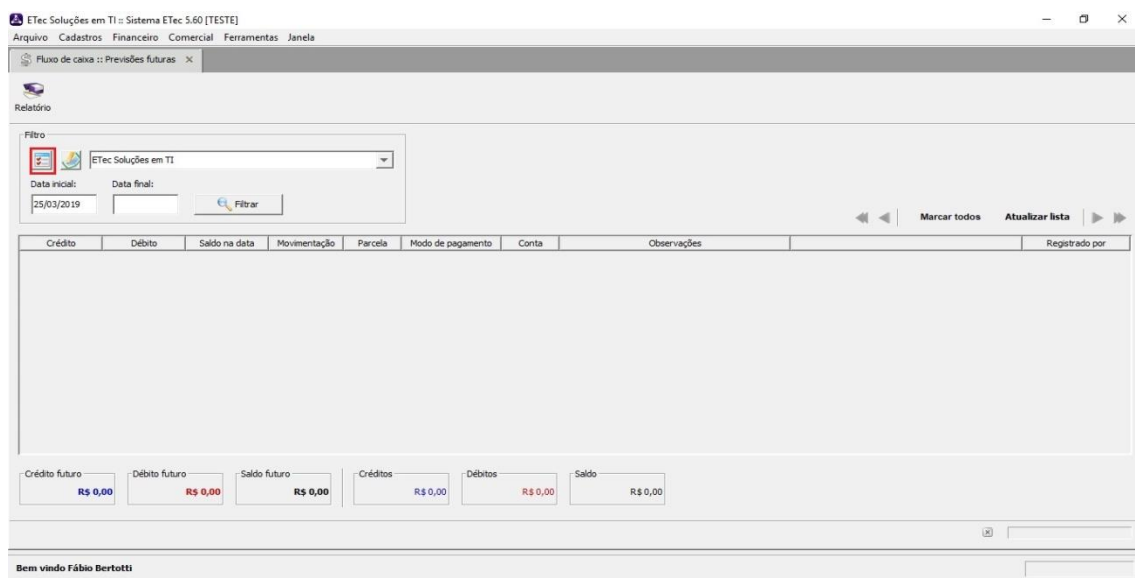 ETec Soluções em TI :: Sistema ETec 5.60 [TESTE]
Arquivo Cadastros Financeiro Comercial Ferramentas Janela
Fluxo de caixa :: Previsões futuras
Relatório
Filtro
ETec Soluções em TI
Data inicial: Data final:
25/03/2019 Filtrar
Marcar todos Atualizar lista
Crédito Débito Saldo na data Movimentação Parcela Modo de pagamento Conta Observações Registrado por
Crédito futuro Débito futuro Saldo futuro Créditos Débitos Saldo
R$ 0,00 R$ 0,00 R$ 0,00 R$ 0,00 R$ 0,00 R$ 0,00
Bem vindo Fábio Bertotti